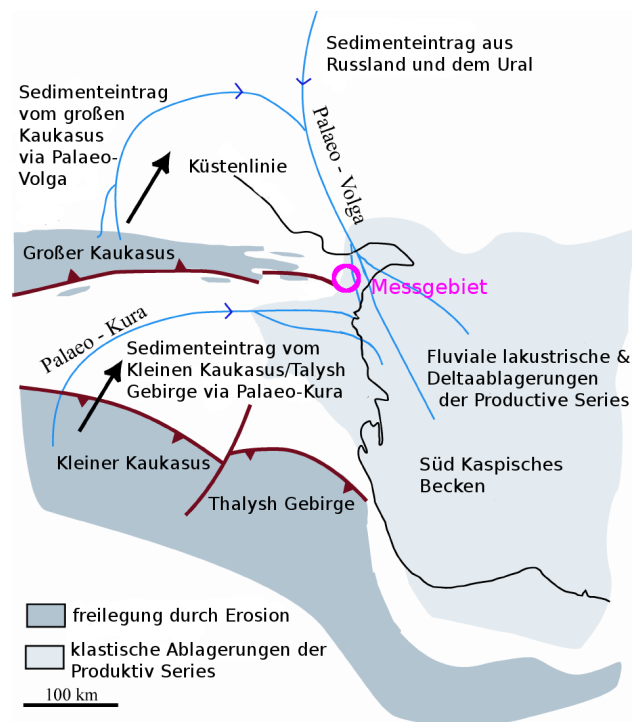 Sedimenteintrag aus
Russland und dem Ural
Sedimenteintrag
vom großen
Kaukasus
via Palaeo-
Volga
Palaeo - Volga
Küstenlinie
Großer Kaukasus
Messgebiet
Palaeo - Kura
Sedimenteintrag vom
Kleinen Kaukasus/Talysh
Gebirge via Palaeo-Kura
Fluviale lakustrische &
Deltaablagerungen
der Productive Series
Kleiner Kaukasus
Süd Kaspisches
Becken
Thalysh Gebirge
freilegung durch Erosion
klastische Ablagerungen der
Produktiv Series
100 km